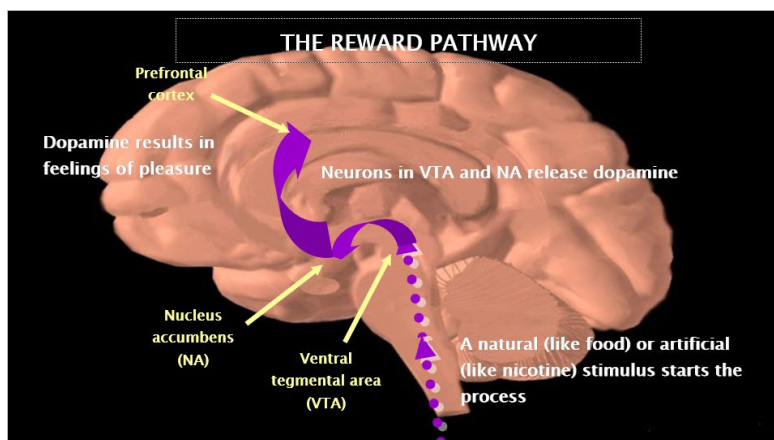 THE REWARD PATHWAY
Prefrontal
cortex
Dopamine results in
feelings of pleasure
Neurons in VTA and NA release dopamine
Nucleus
accumbens
(NA)
Ventral
tegmental area
(VTA)
A natural (like food) or artificial
(like nicotine) stimulus starts the
process